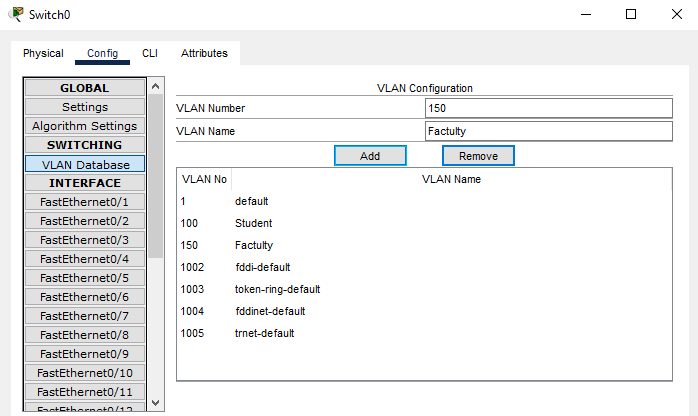 Switch0
Physical Config CLI Attributes
GLOBAL
Settings
Algorithm Settings
SWITCHING
VLAN Database
INTERFACE
FastEthernet0/1
FastEthernet0/2
FastEthernet0/3
FastEthernet0/4
FastEthernet0/5
FastEthernet0/6
FastEthernet0/7
FastEthernet0/8
FastEthernet0/9
FastEthernet0/10
FastEthernet0/11
FastEthernet0/12
VLAN Configuration
VLAN Number 150
VLAN Name Factulty
Add Remove
VLAN No VLAN Name
1 default
100 Student
150 Factulty
1002 fddi-default
1003 token-ring-default
1004 fddinet-default
1005 trnet-default